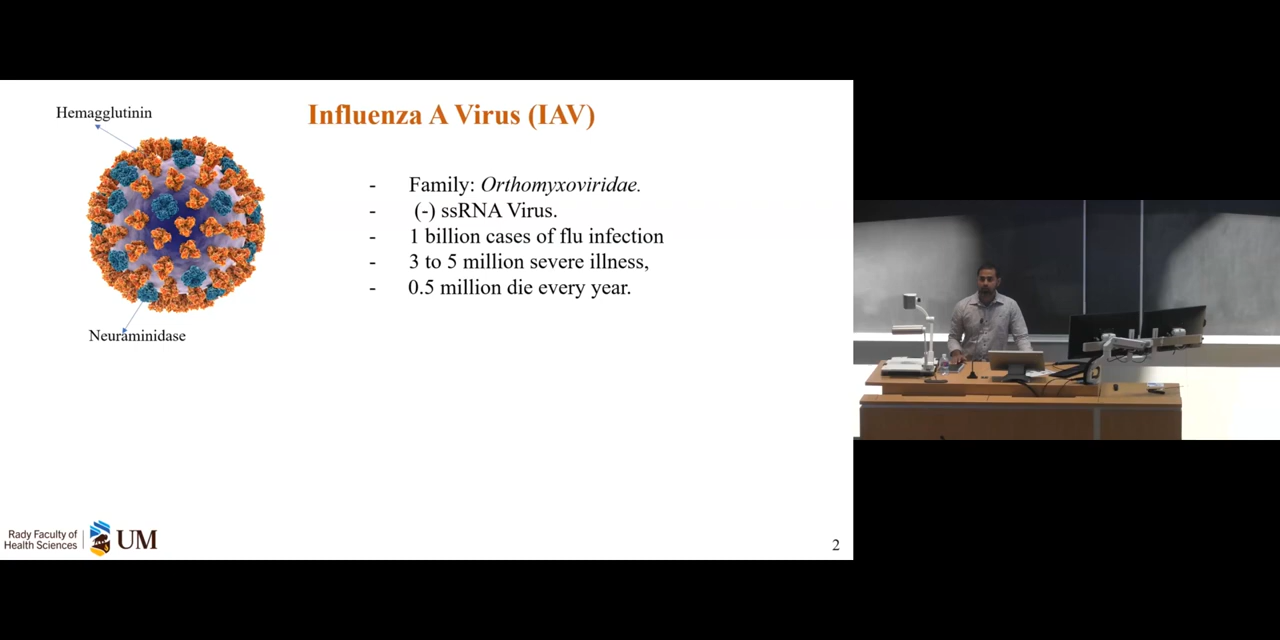 Hemagglutinin
Influenza A Virus (IAV)
- Family: Orthomyxoviridae.
- (-) ssRNA Virus.
- 1 billion cases of flu infection
- 3 to 5 million severe illness,
- 0.5 million die every year.
Neuraminidase
Rady Faculty of
Health Sciences
UM
2